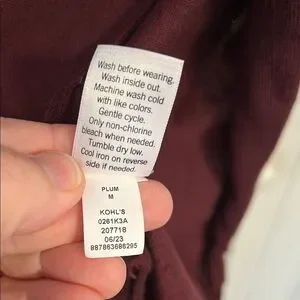 Wash before wearing.
Wash inside out.
Machine wash cold
with like colors.
Gentle cycle.
Only non-chlorine
bleach when needed.
Tumble dry low.
Cool iron on reverse
side if needed.
PLUM
M
KOHL'S
0261K3A
207718
06/23
887863686295